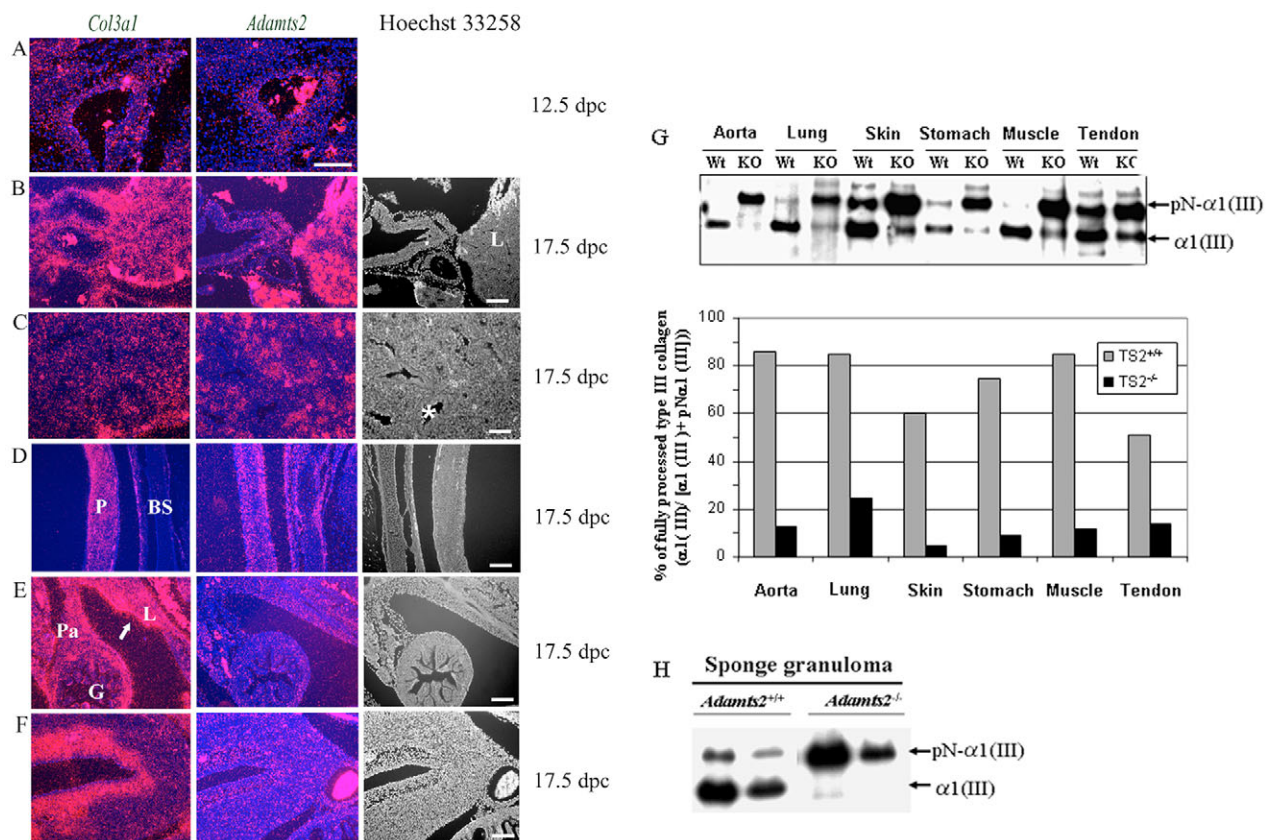 Col3a1 Adamts2 Hoechst 33258
A
12.5 dpc
B
L
17.5 dpc
C
*
17.5 dpc
D
P BS
17.5 dpc
E
Pa L
G
17.5 dpc
F
17.5 dpc
G
Aorta Lung Skin Stomach Muscle Tendon
Wt KO Wt KO Wt KO Wt KO Wt KO Wt KO
pN-α1(III)
α1(III)
% of fully processed type III collagen
(α1(III)/ [α1(III)+ pNα1(III)])
100
80
60
40
20
0
TS2+/+
TS2-/-
Aorta Lung Skin Stomach Muscle Tendon
H
Sponge granuloma
Adamts2+/+ Adamts2-/-
pN-α1(III)
α1(III)